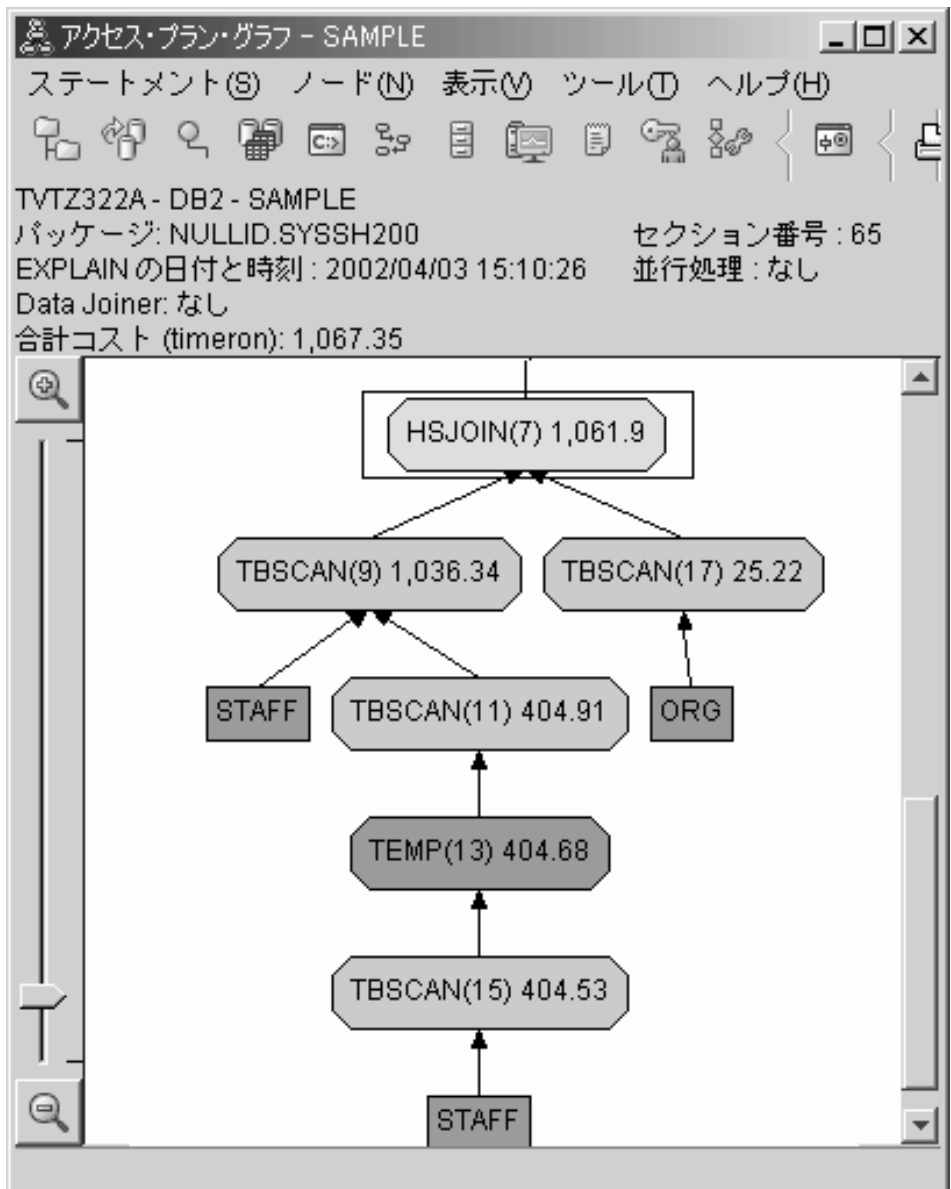 アクセス・プラン・グラフ - SAMPLE
ステートメント(S) ノード(N) 表示(V) ツール(T) ヘルプ(H)
C:>
TVTZ322A - DB2 - SAMPLE
パッケージ: NULLID.SYSSH200 セクション番号 : 65
EXPLAIN の日付と時刻 : 2002/04/03 15:10:26 並行処理 : なし
Data Joiner: なし
合計コスト (timeron): 1,067.35
HSJOIN(7) 1,061.9
TBSCAN(9) 1,036.34 TBSCAN(17) 25.22
STAFF TBSCAN(11) 404.91 ORG
TEMP(13) 404.68
TBSCAN(15) 404.53
STAFF